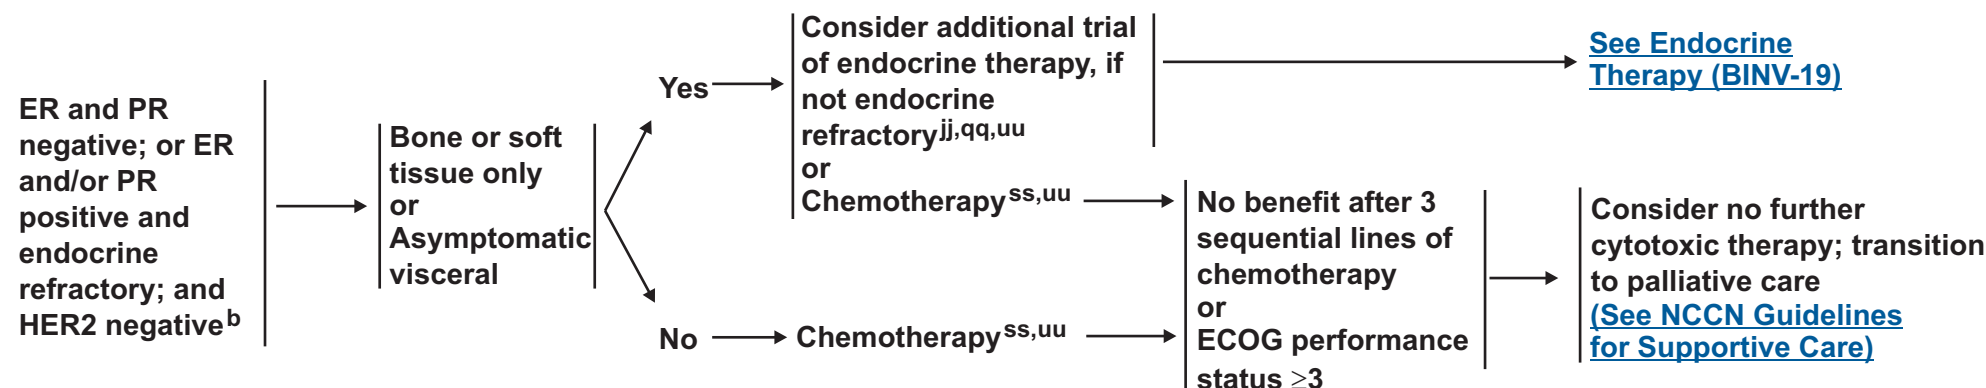 ER and PR
negative; or ER
and/or PR
positive and
endocrine
refractory; and
HER2 negativeᵇ
Bone or soft
tissue only
or
Asymptomatic
visceral
Yes
Consider additional trial
of endocrine therapy, if
not endocrine
refractory jj,qq,uu
or
Chemotherapy ss,uu
See Endocrine
Therapy (BINV-19)
No
Chemotherapy ss,uu
No benefit after 3
sequential lines of
chemotherapy
or
ECOG performance
status ≥3
Consider no further
cytotoxic therapy; transition
to palliative care
(See NCCN Guidelines
for Supportive Care)